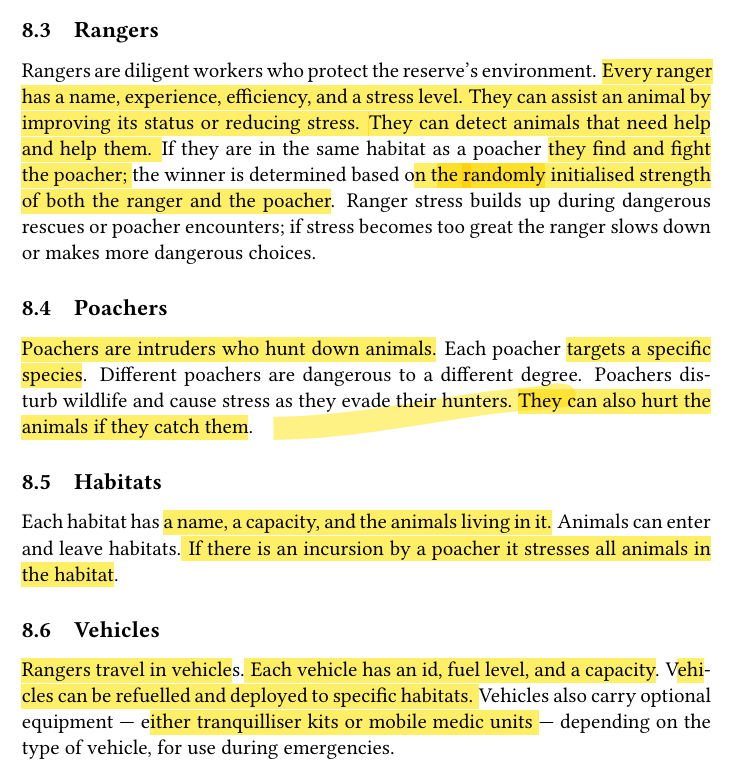 8.3 Rangers
Rangers are diligent workers who protect the reserve's environment. Every ranger
has a name, experience, efficiency, and a stress level. They can assist an animal by
improving its status or reducing stress. They can detect animals that need help
and help them. If they are in the same habitat as a poacher they find and fight
the poacher; the winner is determined based on the randomly initialised strength
of both the ranger and the poacher. Ranger stress builds up during dangerous
rescues or poacher encounters; if stress becomes too great the ranger slows down
or makes more dangerous choices.
8.4 Poachers
Poachers are intruders who hunt down animals. Each poacher targets a specific
species. Different poachers are dangerous to a different degree. Poachers dis-
turb wildlife and cause stress as they evade their hunters. They can also hurt the
animals if they catch them.
8.5 Habitats
Each habitat has a name, a capacity, and the animals living in it. Animals can enter
and leave habitats. If there is an incursion by a poacher it stresses all animals in
the habitat.
8.6 Vehicles
Rangers travel in vehicles. Each vehicle has an id, fuel level, and a capacity. Vehi-
cles can be refuelled and deployed to specific habitats. Vehicles also carry optional
equipment — either tranquilliser kits or mobile medic units — depending on the
type of vehicle, for use during emergencies.